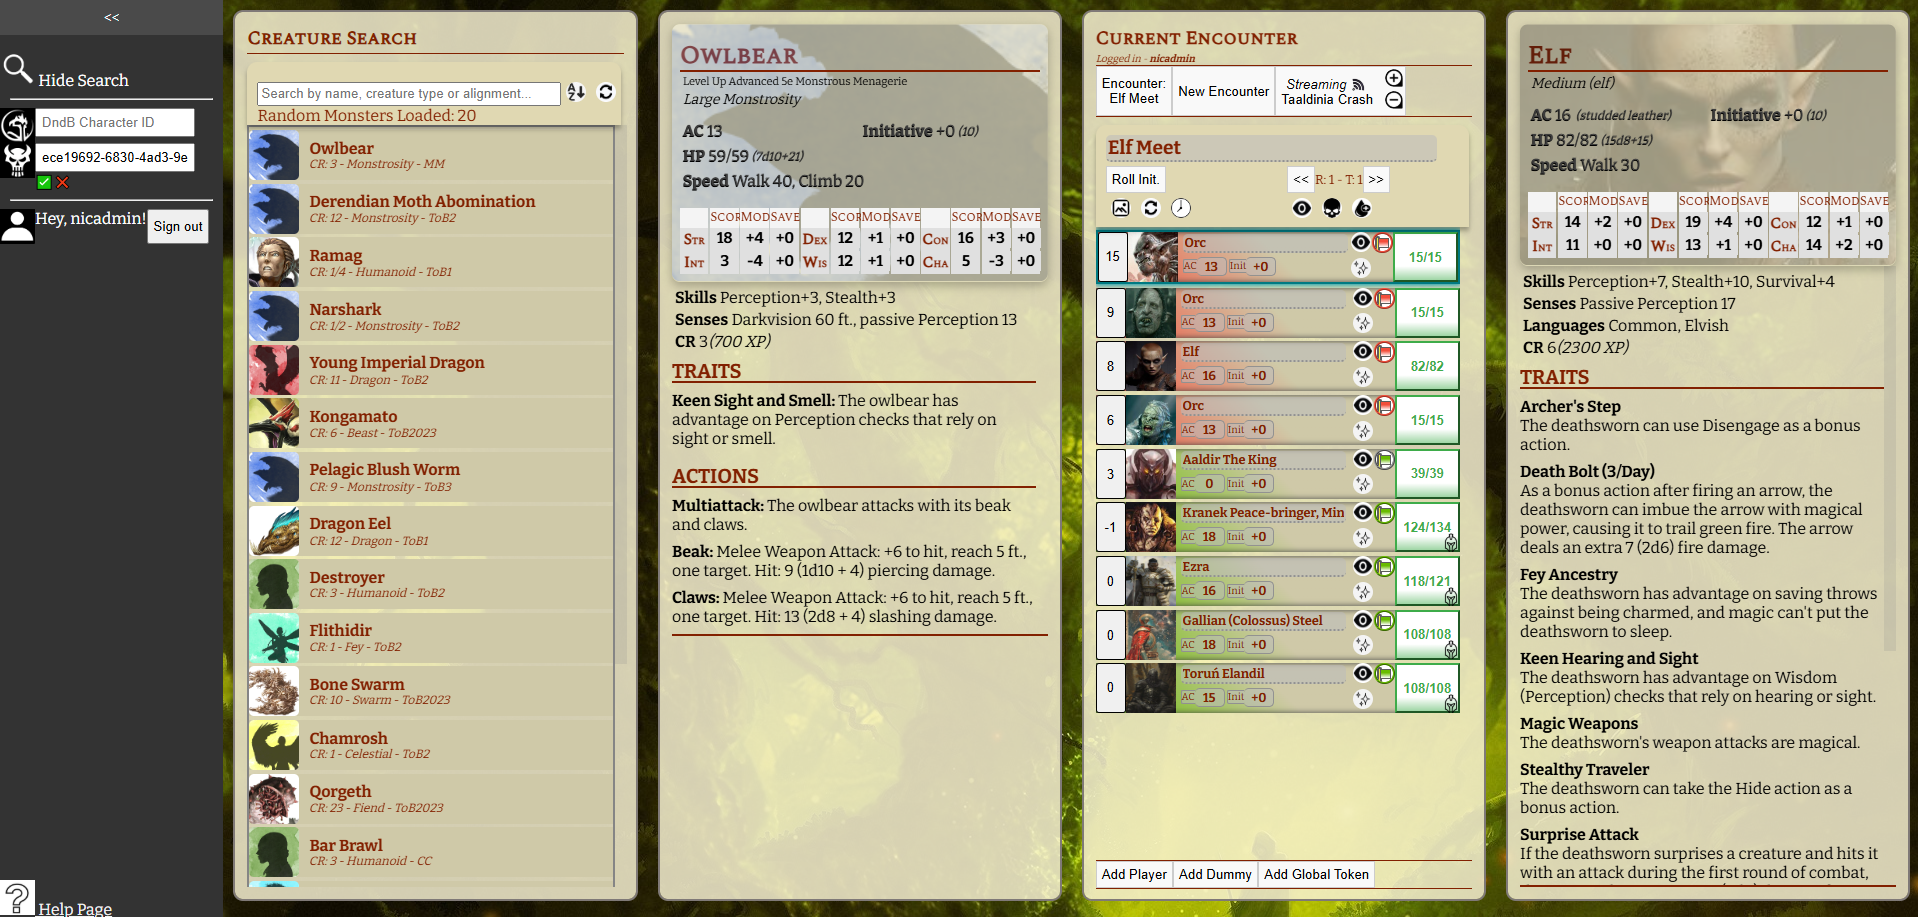 <<
Hide Search
DndB Character ID
ece19692-6830-4ad3-9e
Hey, nicadmin!
Sign out
Help Page
Creature Search
Search by name, creature type or alignment...
Random Monsters Loaded: 20
Owlbear
CR: 3 - Monstrosity - MM
Derendian Moth Abomination
CR: 12 - Monstrosity - ToB2
Ramag
CR: 1/4 - Humanoid - ToB1
Narshark
CR: 1/2 - Monstrosity - ToB2
Young Imperial Dragon
CR: 11 - Dragon - ToB2
Kongamato
CR: 6 - Beast - ToB2023
Pelagic Blush Worm
CR: 9 - Monstrosity - ToB3
Dragon Eel
CR: 12 - Dragon - ToB1
Destroyer
CR: 3 - Humanoid - ToB2
Flithidir
CR: 1 - Fey - ToB2
Bone Swarm
CR: 10 - Swarm - ToB2023
Chamrosh
CR: 1 - Celestial - ToB2
Qorgeth
CR: 23 - Fiend - ToB2023
Bar Brawl
CR: 3 - Humanoid - CC
Owlbear
Level Up Advanced 5e Monstrous Menagerie
Large Monstrosity
AC 13 Initiative +0 (10)
HP 59/59 (7d10+21)
Speed Walk 40, Climb 20
SCOR MOD SAVE SCOR MOD SAVE SCOR MOD SAVE
Str 18 +4 +0 Dex 12 +1 +0 Con 16 +3 +0
Int 3 -4 +0 Wis 12 +1 +0 Cha 5 -3 +0
Skills Perception+3, Stealth+3
Senses Darkvision 60 ft., passive Perception 13
CR 3(700 XP)
TRAITS
Keen Sight and Smell: The owlbear has
advantage on Perception checks that rely on
sight or smell.
ACTIONS
Multiattack: The owlbear attacks with its beak
and claws.
Beak: Melee Weapon Attack: +6 to hit, reach 5 ft.,
one target. Hit: 9 (1d10 + 4) piercing damage.
Claws: Melee Weapon Attack: +6 to hit, reach 5 ft.,
one target. Hit: 13 (2d8 + 4) slashing damage.
Current Encounter
Logged in - nicadmin
Encounter:
Elf Meet
New Encounter
Streaming
Taaldinia Crash
Elf Meet
Roll Init.
<< R: 1 - T: 1 >>
15 Orc
AC 13 Init +0
15/15
9 Orc
AC 13 Init +0
15/15
8 Elf
AC 16 Init +0
82/82
6 Orc
AC 13 Init +0
15/15
3 Aaldir The King
AC 0 Init +0
39/39
-1 Kranek Peace-bringer, Min
AC 18 Init +0
124/134
0 Ezra
AC 16 Init +0
118/121
0 Gallian (Colossus) Steel
AC 18 Init +0
108/108
0 Toruń Elandil
AC 15 Init +0
108/108
Add Player Add Dummy Add Global Token
Elf
Medium (elf)
AC 16 (studded leather) Initiative +0 (10)
HP 82/82 (15d8+15)
Speed Walk 30
SCOR MOD SAVE SCOR MOD SAVE SCOR MOD SAVE
Str 14 +2 +0 Dex 19 +4 +0 Con 12 +1 +0
Int 11 +0 +0 Wis 13 +1 +0 Cha 14 +2 +0
Skills Perception+7, Stealth+10, Survival+4
Senses Passive Perception 17
Languages Common, Elvish
CR 6(2300 XP)
TRAITS
Archer's Step
The deathsworn can use Disengage as a bonus
action.
Death Bolt (3/Day)
As a bonus action after firing an arrow, the
deathsworn can imbue the arrow with magical
power, causing it to trail green fire. The arrow
deals an extra 7 (2d6) fire damage.
Fey Ancestry
The deathsworn has advantage on saving throws
against being charmed, and magic can't put the
deathsworn to sleep.
Keen Hearing and Sight
The deathsworn has advantage on Wisdom
(Perception) checks that rely on hearing or sight.
Magic Weapons
The deathsworn's weapon attacks are magical.
Stealthy Traveler
The deathsworn can take the Hide action as a
bonus action.
Surprise Attack
If the deathsworn surprises a creature and hits it
with an attack during the first round of combat,